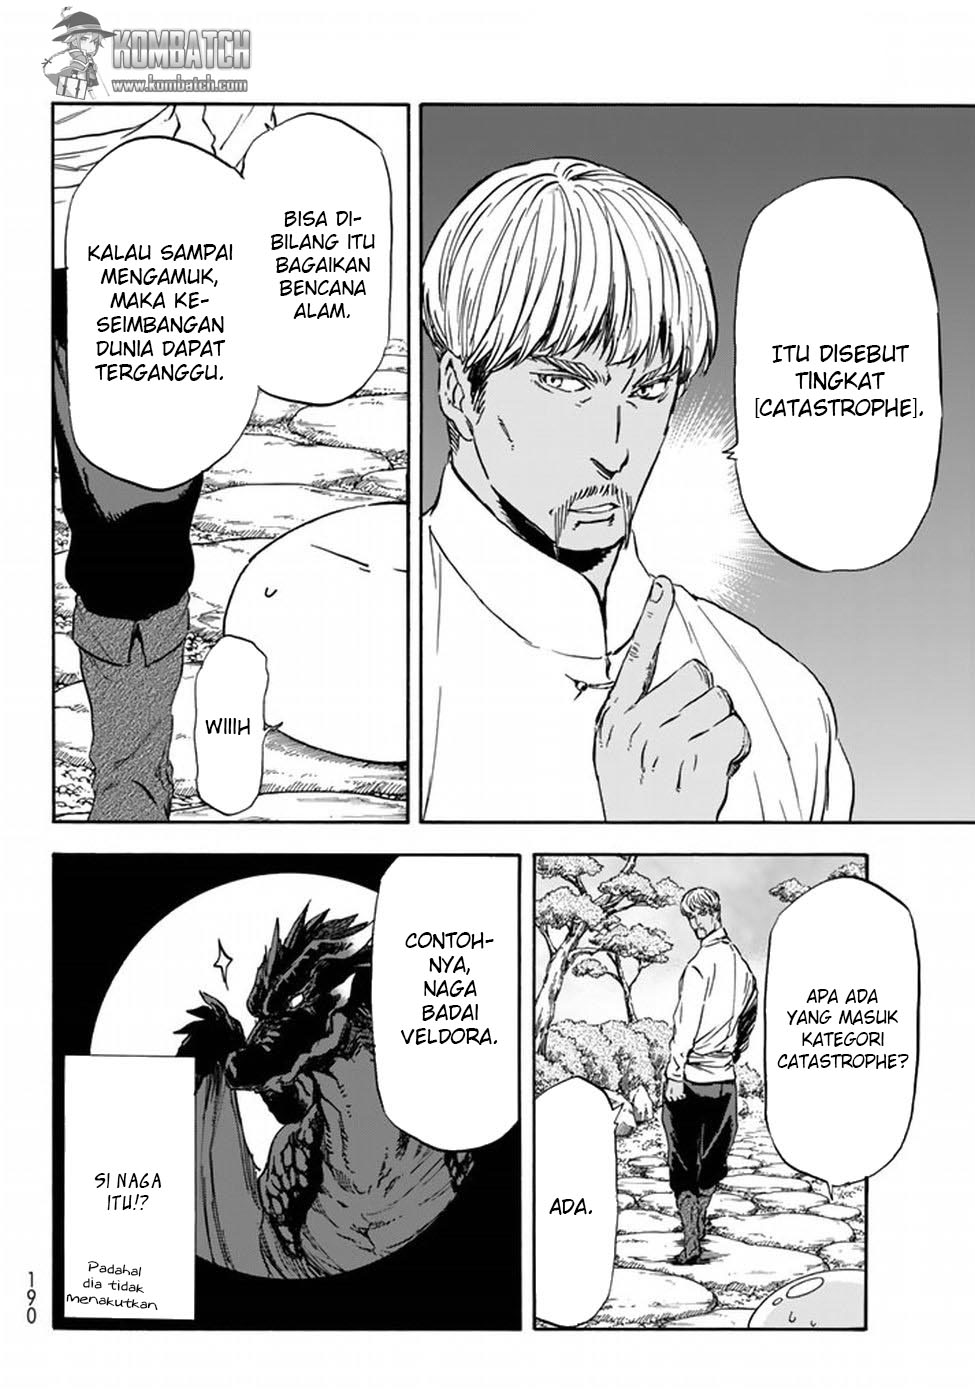 KOMBATCH
www.kombatch.com
ITU DISEBUT
TINGKAT
[CATASTROPHE].
BISA DI-
BILANG ITU
BAGAIKAN
BENCANA
ALAM.
KALAU SAMPAI
MENGAMUK,
MAKA KE-
SEIMBANGAN
DUNIA DAPAT
TERGANGGU.
WIIIH
APA ADA
YANG MASUK
KATEGORI
CATASTROPHE?
ADA.
CONTOH-
NYA,
NAGA
BADAI
VELDORA.
SI NAGA
ITU!?
Padahal
dia tidak
menakutkan
190